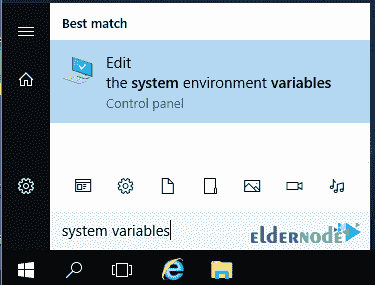 Best match
Edit
the system environment variables
Control panel
system variables
ELDERNODE